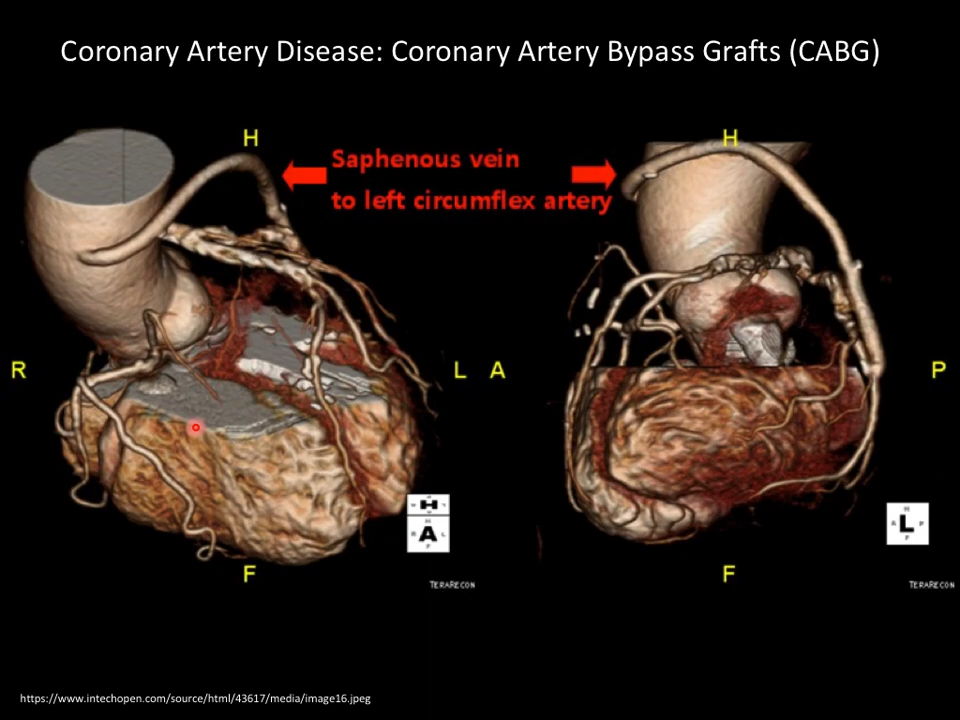 Coronary Artery Disease: Coronary Artery Bypass Grafts (CABG)
H
H
Saphenous vein
to left circumflex artery
R
L
A
P
H
A
R
L
F
H
A
L
P
F
F
F
TERARECON
TERARECON
https://www.intechopen.com/source/html/43617/media/image16.jpeg